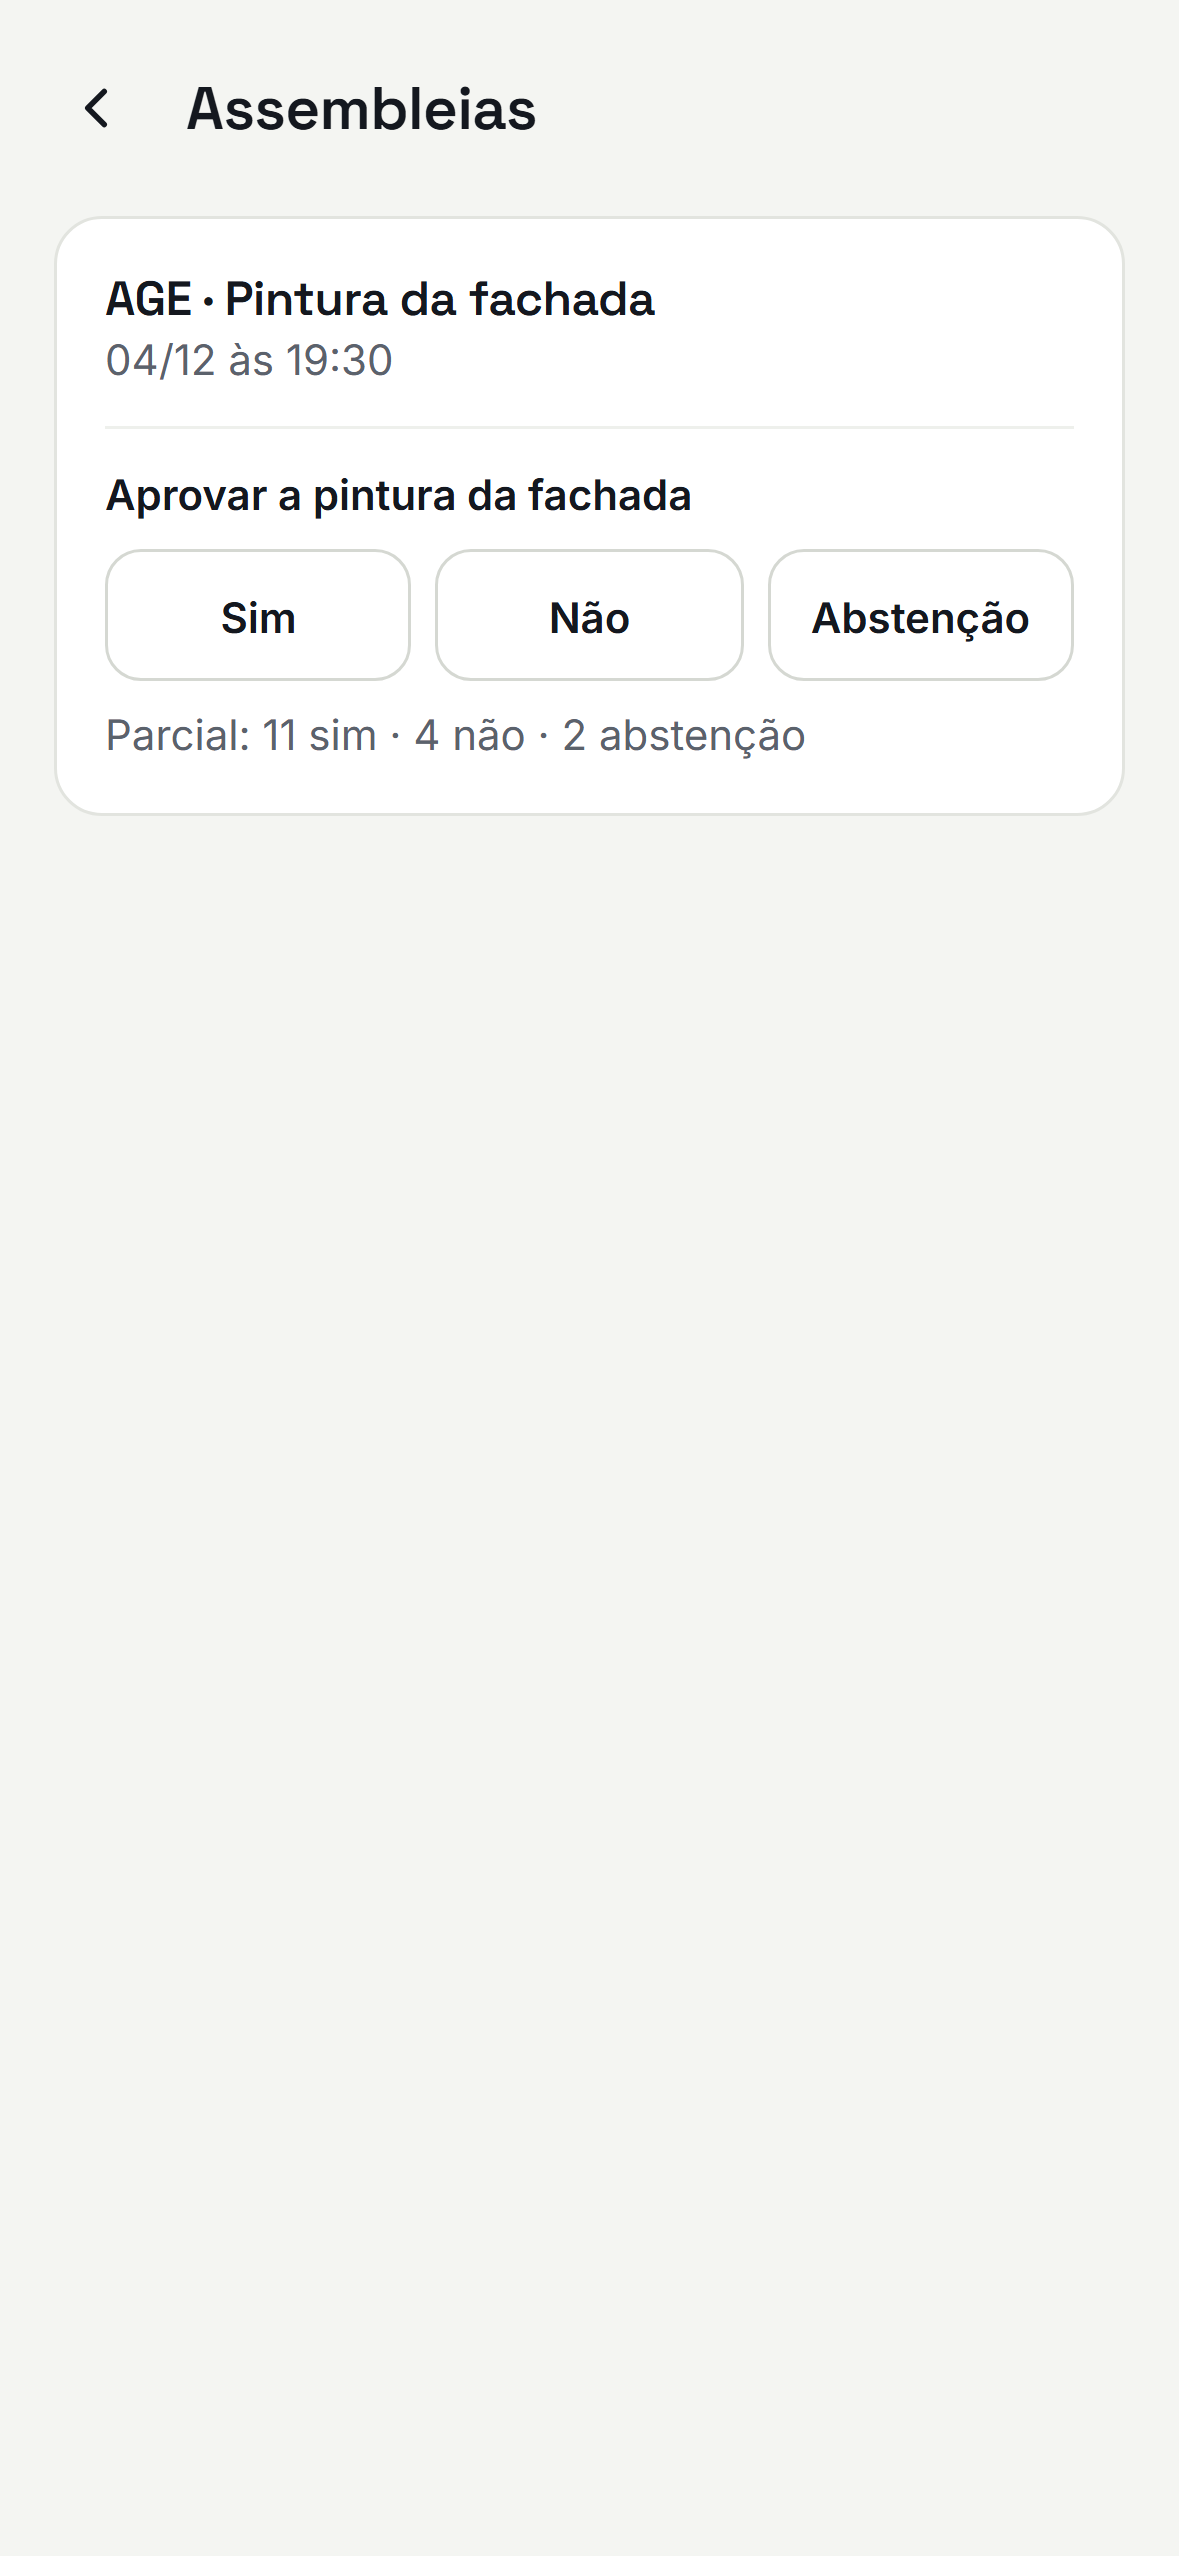 Assembleias
AGE · Pintura da fachada
04/12 às 19:30
Aprovar a pintura da fachada
Sim
Não
Abstenção
Parcial: 11 sim · 4 não · 2 abstenção